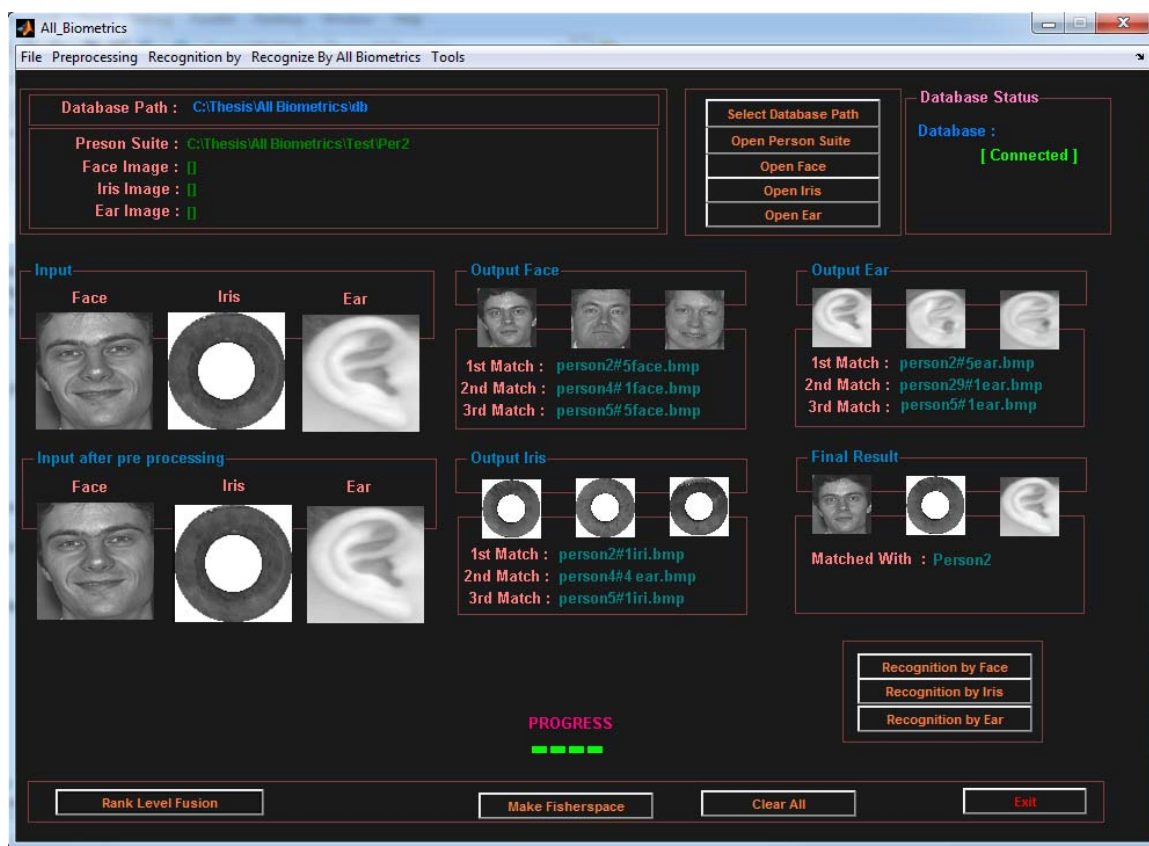 All_Biometrics
File Preprocessing Recognition by Recognize By All Biometrics Tools
Database Path : C:\Thesis\All Biometrics\db
Preson Suite : C:\Thesis\All Biometrics\Test\Per2
Face Image : []
Iris Image : []
Ear Image : []
Select Database Path
Open Person Suite
Open Face
Open Iris
Open Ear
Database Status
Database :
[ Connected ]
Input
Face Iris Ear
Output Face
1st Match : person2#5face.bmp
2nd Match : person4#1face.bmp
3rd Match : person5#5face.bmp
Output Ear
1st Match : person2#5ear.bmp
2nd Match : person29#1ear.bmp
3rd Match : person5#1ear.bmp
Input after pre processing
Face Iris Ear
Output Iris
1st Match : person2#1iri.bmp
2nd Match : person4#4 ear.bmp
3rd Match : person5#1iri.bmp
Final Result
Matched With : Person2
Recognition by Face
Recognition by Iris
Recognition by Ear
PROGRESS
Rank Level Fusion
Make Fisherspace
Clear All
Exit